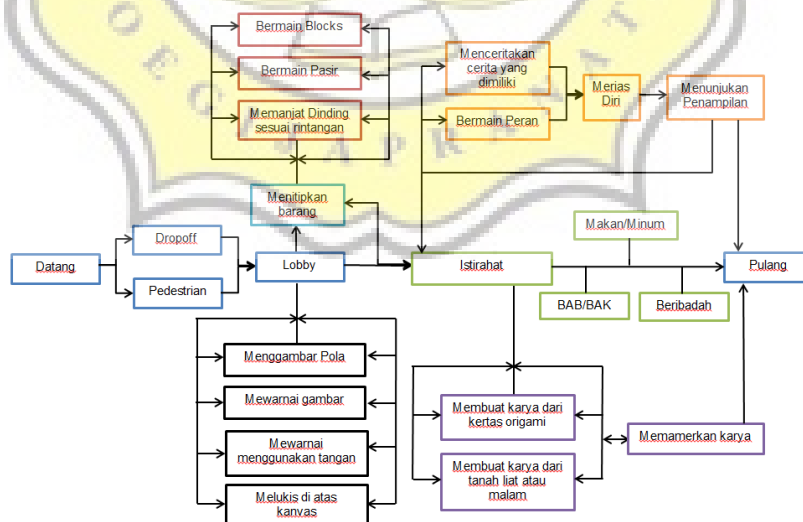 Bermain Blocks
Bermain Pasir
Memanjat Dinding
sesuai rintangan
Menceritakan
cerita yang
dimiliki
Bermain Peran
Merias
Diri
Menunjukan
Penampilan
Menitipkan
barang
Makan/Minum
Datang
Dropoff
Pedestrian
Lobby
Istirahat
BAB/BAK
Beribadah
Pulang
Menggambar Pola
Mewarnai gambar
Mewarnai
menggunakan tangan
Melukis di atas
kanvas
Membuat karya dari
kertas origami
Membuat karya dari
tanah liat atau
malam
Memamerkan karya